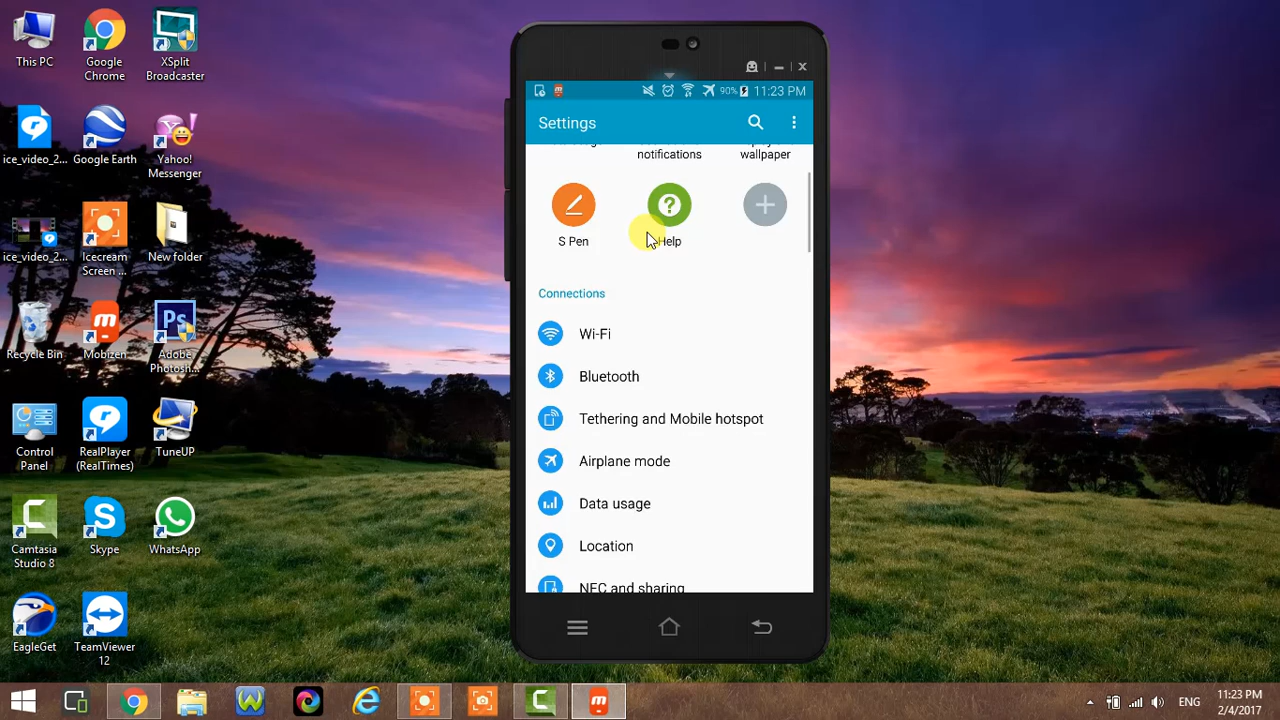 This PC
Google
Chrome
XSplit
Broadcaster
ice_video_2...
Google Earth
Yahoo!
Messenger
ice_video_2...
Icecream
Screen ...
New folder
Recycle Bin
Mobizen
Ps
Adobe
Photosh...
Control
Panel
RealPlayer
(RealTimes)
TuneUP
Camtasia
Studio 8
Skype
WhatsApp
EagleGet
TeamViewer
12
90%
11:23 PM
Settings
notifications
wallpaper
S Pen
Help
Connections
Wi-Fi
Bluetooth
Tethering and Mobile hotspot
Airplane mode
Data usage
Location
NFC and sharing
ENG
11:23 PM
2/4/2017